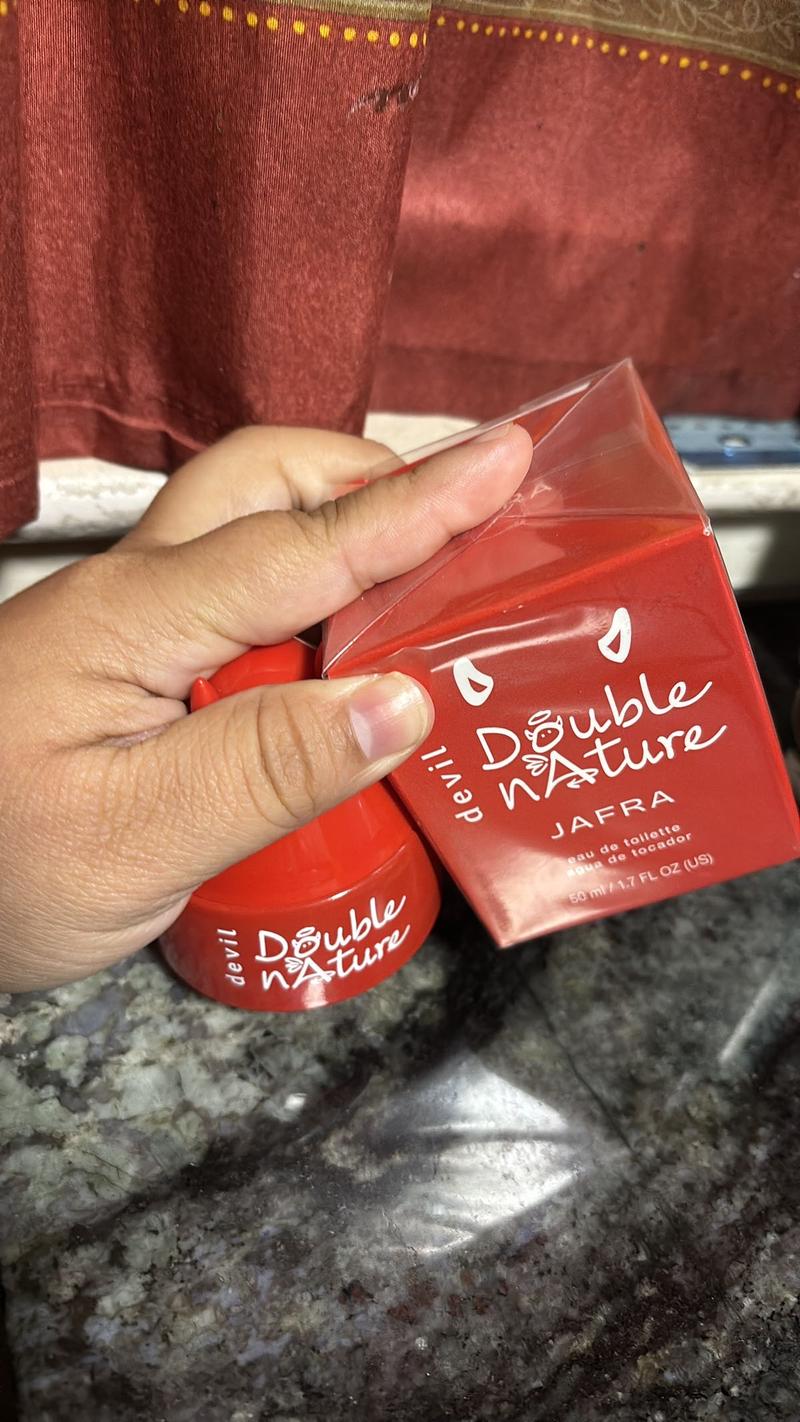 devil
Double
nAture
JAFRA
eau de toilette
agua de tocador
50 ml / 1.7 FL OZ (US)
devil
Double
nAture